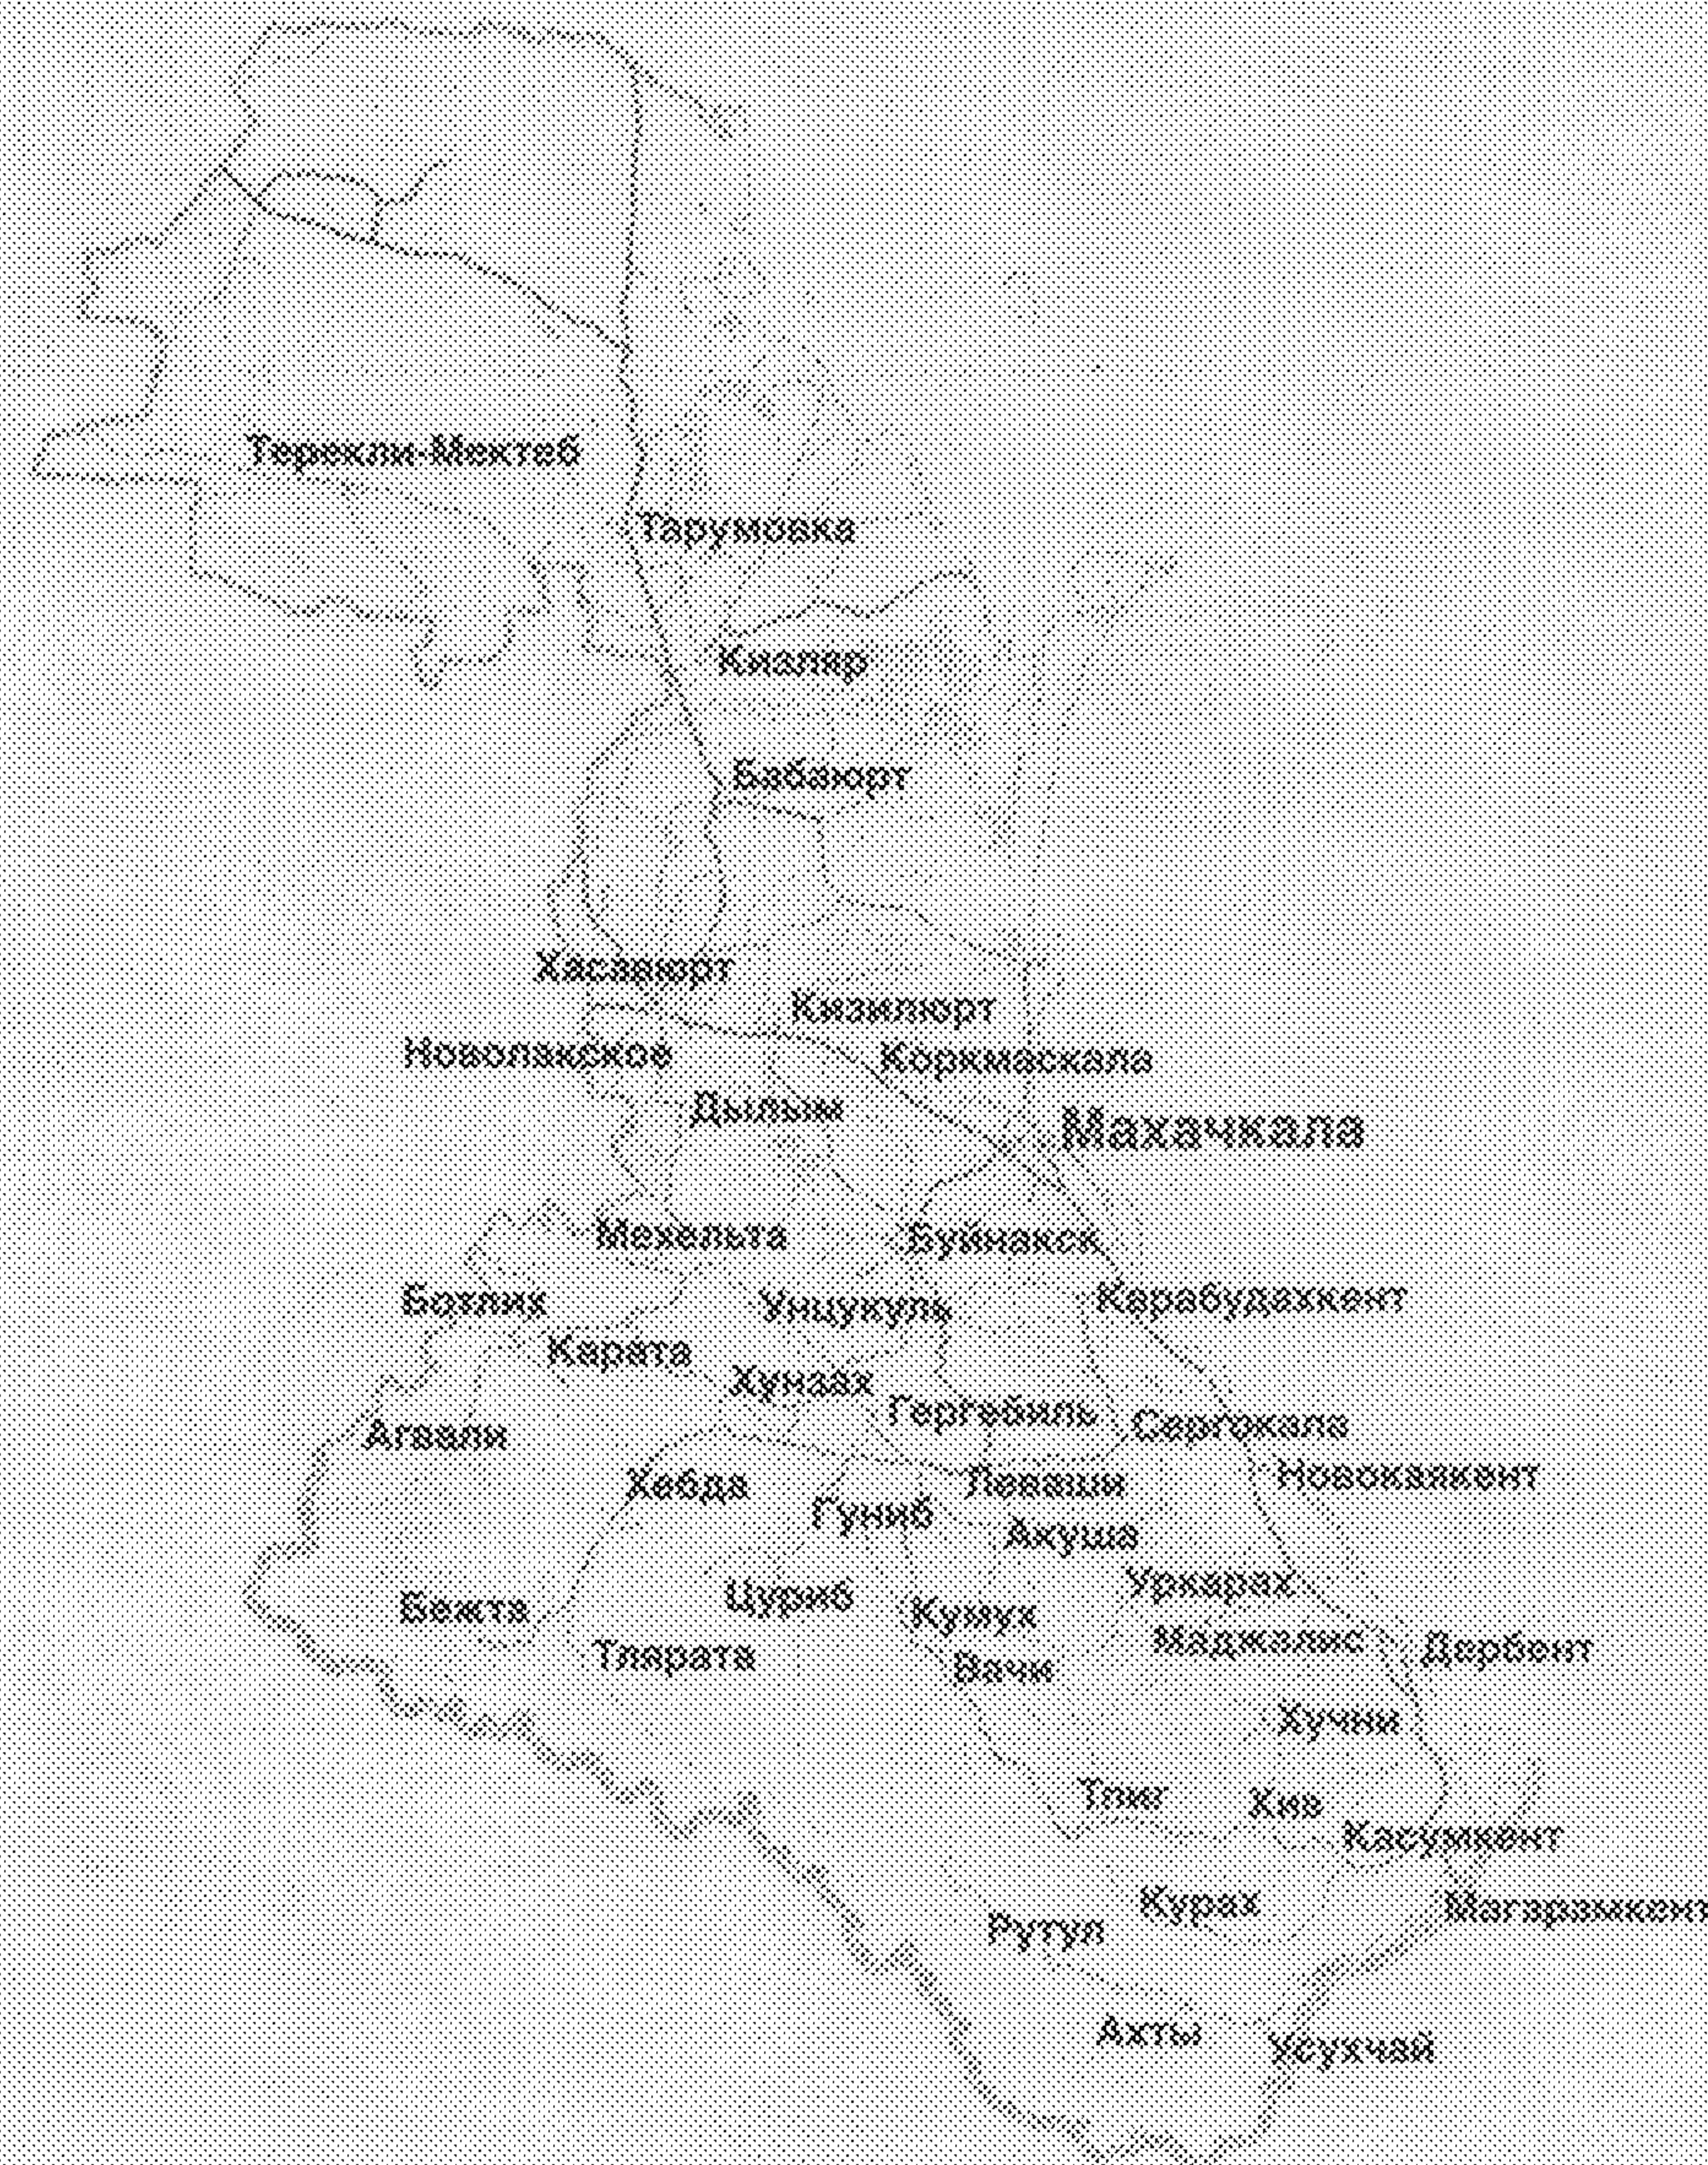 Терекли-Мектеб
Тарумовка
Кизляр
Бабаюрт
Хасавюрт
Кизилюрт
Новолакское
Коркмаскала
Дылым
Махачкала
Мехельта
Буйнакск
Ботлих
Унцукуль
Карабудахкент
Карата
Хунзах
Гергебиль
Сергокала
Агвали
Новокаякент
Хебда
Леваши
Гуниб
Акуша
Уркарах
Цуриб
Бежта
Кумух
Маджалис
Дербент
Тлярата
Вачи
Хучни
Тпиг
Хив
Касумкент
Курах
Магарамкент
Рутул
Ахты
Усухчай